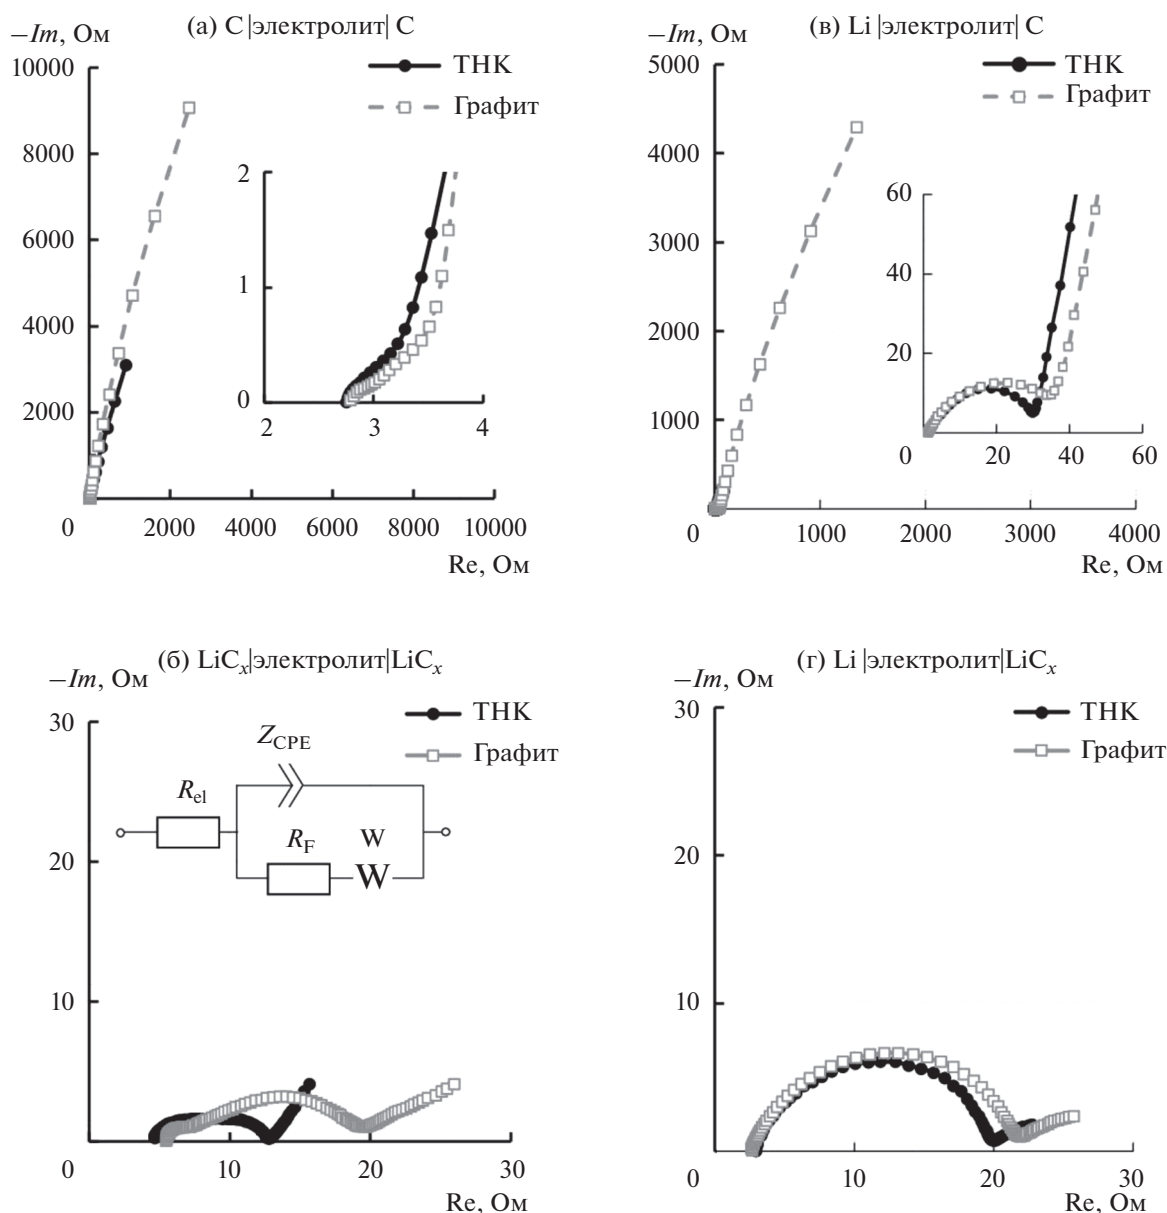 (а) C |электролит| C
–Im, Ом
10000
8000
6000
4000
2000
0
2000
4000
6000
8000
10000
Re, Ом
ТНК
Графит
2
1
0
2
3
4
(в) Li |электролит| C
–Im, Ом
5000
4000
3000
2000
1000
0
1000
2000
3000
4000
Re, Ом
ТНК
Графит
60
40
20
0
20
40
60
(б) LiCx|электролит|LiCx
–Im, Ом
30
20
10
0
10
20
30
Re, Ом
ТНК
Графит
ZCPE
Rel
RF
W
W
(г) Li |электролит|LiCx
–Im, Ом
30
20
10
0
10
20
30
Re, Ом
ТНК
Графит